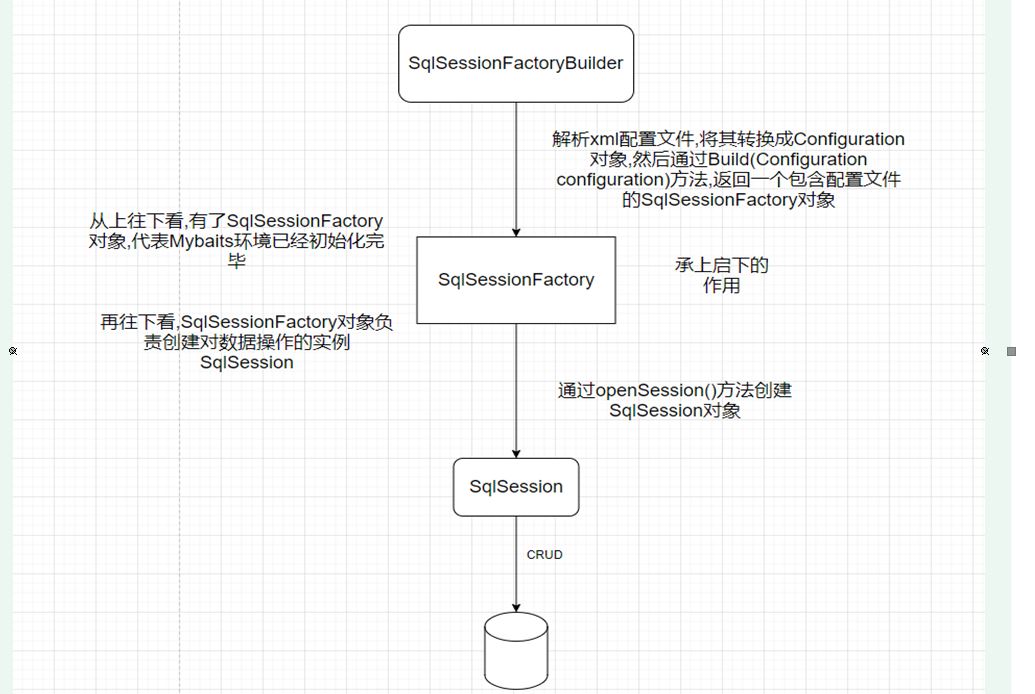 SqlSessionFactoryBuilder
解析xml配置文件,将其转换成Configuration
对象,然后通过Build(Configuration
configuration)方法,返回一个包含配置文件
的SqlSessionFactory对象
从上往下看,有了SqlSessionFactory
对象,代表Mybaits环境已经初始化完
毕
SqlSessionFactory
承上启下的
作用
再往下看,SqlSessionFactory对象负
责创建对数据操作的实例
SqlSession
通过openSession()方法创建
SqlSession对象
SqlSession
CRUD